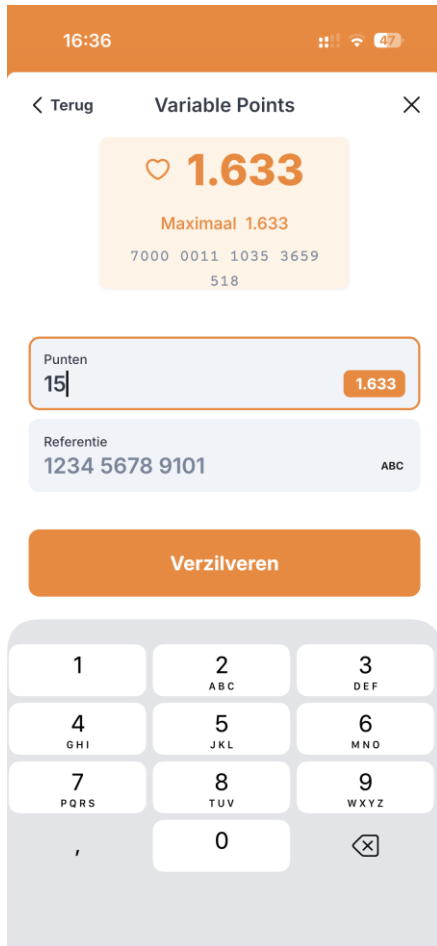 16:36
47
Terug
Variable Points
1.633
Maximaal 1.633
7000 0011 1035 3659
518
Punten
15
1.633
Referentie
1234 5678 9101
ABC
Verzilveren
1
2
ABC
3
DEF
4
GHI
5
JKL
6
MNO
7
PQRS
8
TUV
9
WXYZ
,
0